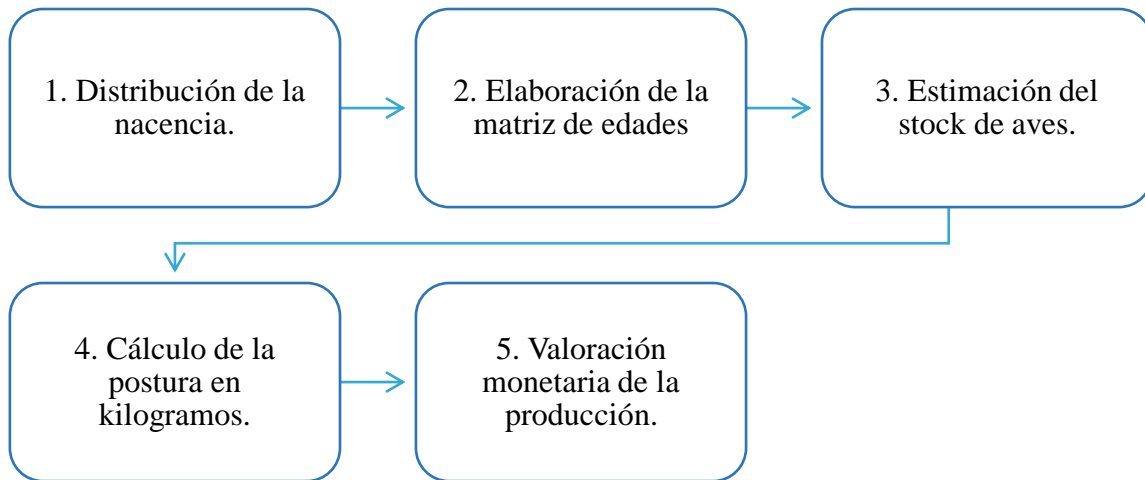 1. Distribución de la
nacencia.
2. Elaboración de la
matriz de edades
3. Estimación del
stock de aves.
4. Cálculo de la
postura en
kilogramos.
5. Valoración
monetaria de la
producción.